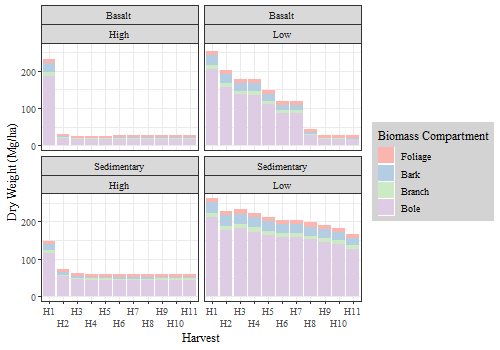 Basalt
Basalt
High
Low
200
100
0
Sedimentary
Sedimentary
High
Low
200
100
0
H1 H3 H5 H7 H9 H11 H1 H3 H5 H7 H9 H11
H2 H4 H6 H8 H10 H2 H4 H6 H8 H10
Harvest
Dry Weight (Mg/ha)
Biomass Compartment
Foliage
Bark
Branch
Bole